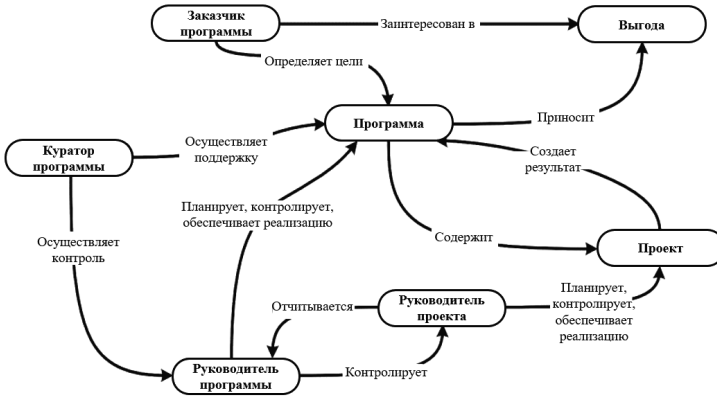 Заказчик
программы
Заинтересован в
Выгода
Определяет цели
Программа
Приносит
Куратор
программы
Осуществляет
поддержку
Создает
результат
Планирует, контролирует,
обеспечивает реализацию
Осуществляет
контроль
Содержит
Проект
Отчитывается
Руководитель
проекта
Планирует,
контролирует,
обеспечивает
реализацию
Руководитель
программы
Контролирует